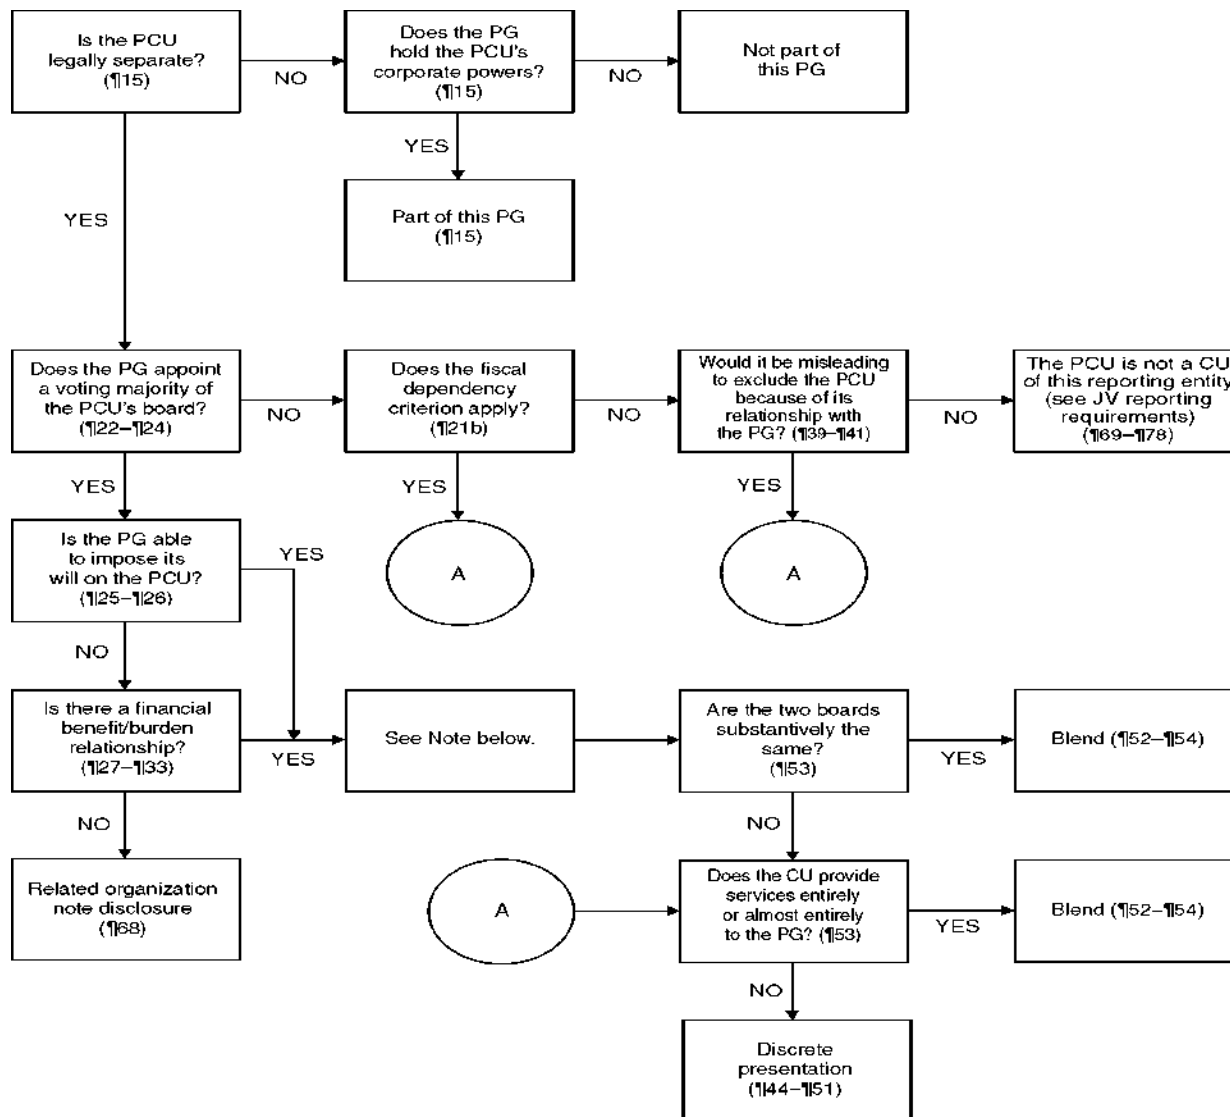 Is the PCU
legally separate?
(¶15)
NO
Does the PG
hold the PCU's
corporate powers?
(¶15)
NO
Not part of
this PG
YES
YES
Part of this PG
(¶15)
Does the PG appoint
a voting majority of
the PCU's board?
(¶22–¶24)
NO
Does the fiscal
dependency
criterion apply?
(¶21b)
NO
Would it be misleading
to exclude the PCU
because of its
relationship with
the PG? (¶39–¶41)
NO
The PCU is not a CU
of this reporting entity
(see JV reporting
requirements)
(¶69–¶78)
YES
YES
YES
Is the PG able
to impose its
will on the PCU?
(¶25–¶26)
YES
A
A
NO
Is there a financial
benefit/burden
relationship?
(¶27–¶33)
YES
See Note below.
Are the two boards
substantively the
same?
(¶53)
YES
Blend (¶52–¶54)
NO
NO
Related organization
note disclosure
(¶68)
A
Does the CU provide
services entirely
or almost entirely
to the PG? (¶53)
YES
Blend (¶52–¶54)
NO
Discrete
presentation
(¶44–¶51)